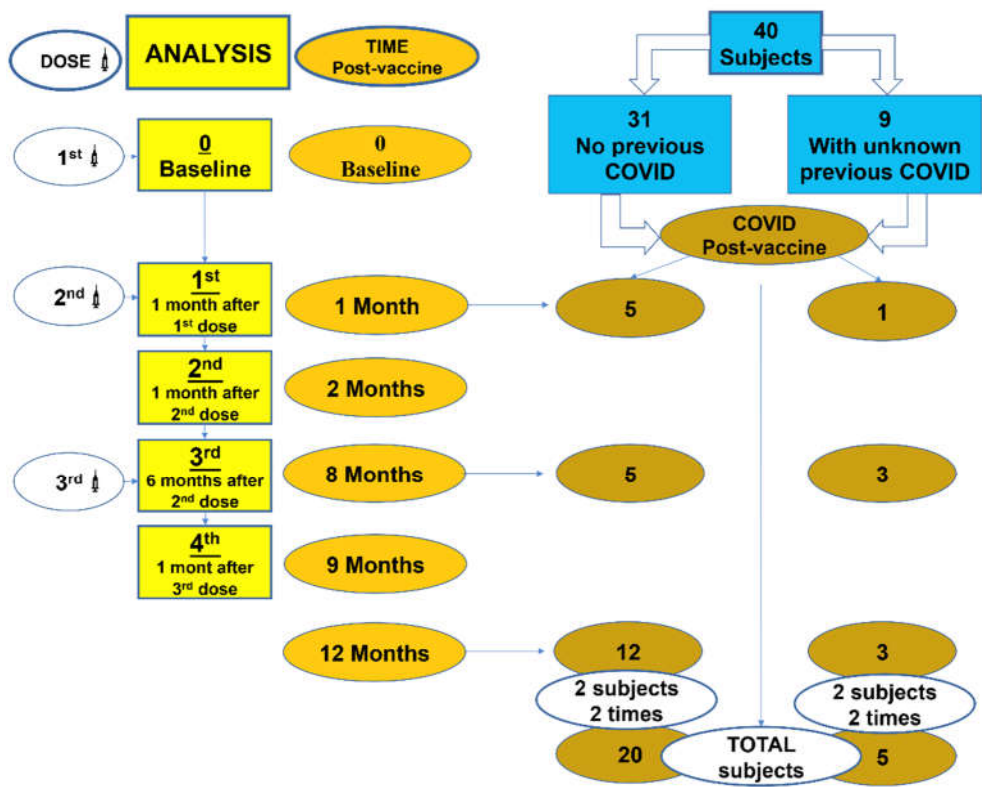 DOSE
ANALYSIS
TIME
Post-vaccine
40
Subjects
31
No previous
COVID
9
With unknown
previous COVID
1st
0
Baseline
0
Baseline
COVID
Post-vaccine
2nd
1st
1 month after
1st dose
1 Month
5
1
2nd
1 month after
2nd dose
2 Months
3rd
3rd
6 months after
2nd dose
8 Months
5
3
4th
1 mont after
3rd dose
9 Months
12 Months
12
3
2 subjects
2 times
2 subjects
2 times
20
TOTAL
subjects
5